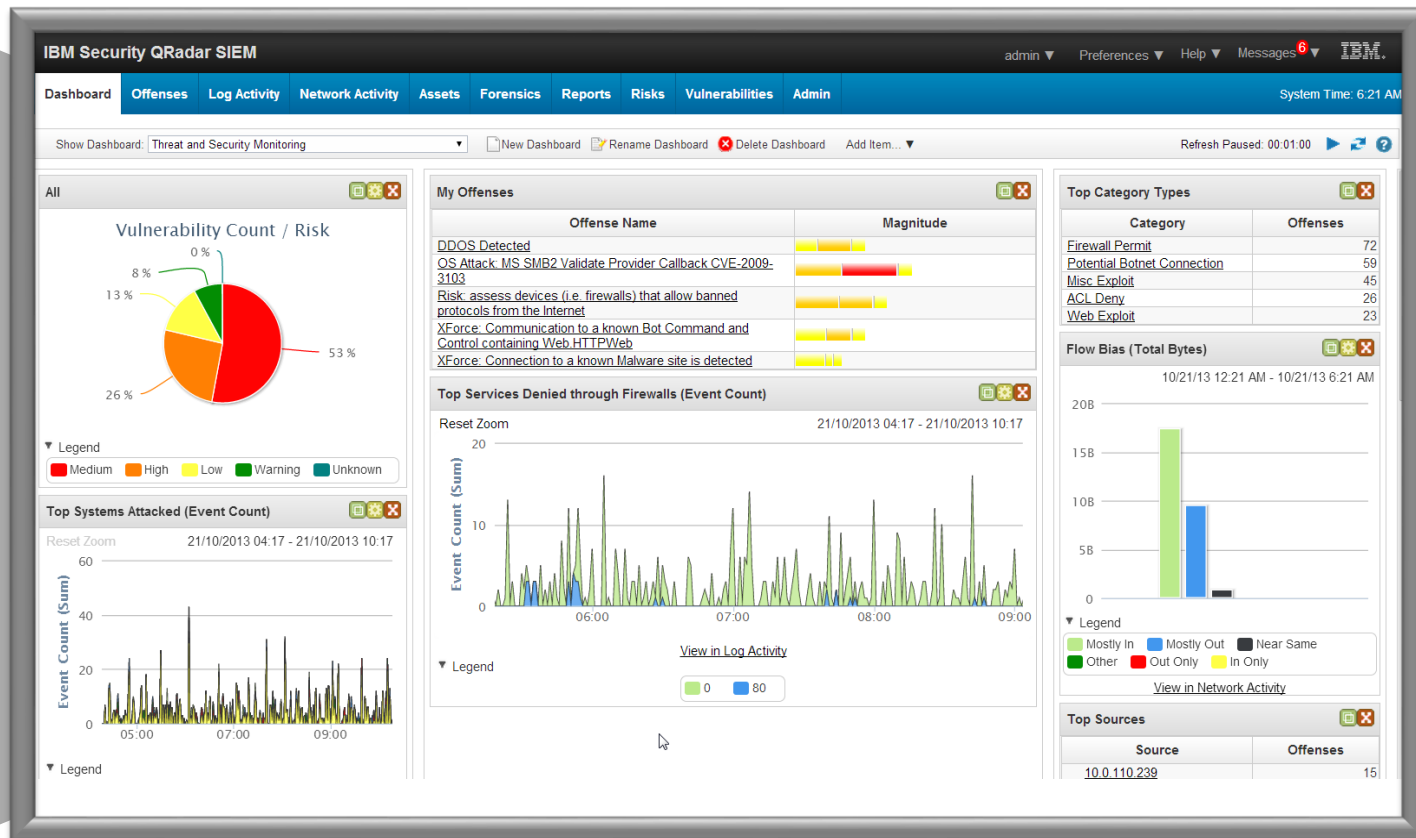 IBM Security QRadar SIEM
admin ▼ Preferences ▼ Help ▼ Messages 6 ▼ IBM.
Dashboard Offenses Log Activity Network Activity Assets Forensics Reports Risks Vulnerabilities Admin System Time: 6:21 AM
Show Dashboard: Threat and Security Monitoring ▼ New Dashboard Rename Dashboard Delete Dashboard Add Item... ▼ Refresh Paused: 00:01:00
All
Vulnerability Count / Risk
0 %
8 %
13 %
53 %
26 %
▼ Legend
Medium High Low Warning Unknown
Top Systems Attacked (Event Count)
Reset Zoom 21/10/2013 04:17 - 21/10/2013 10:17
60
40
20
0
Event Count (Sum)
05:00 07:00 09:00
▼ Legend
My Offenses
Offense Name Magnitude
DDOS Detected
OS Attack: MS SMB2 Validate Provider Callback CVE-2009-
3103
Risk: assess devices (i.e. firewalls) that allow banned
protocols from the Internet
XForce: Communication to a known Bot Command and
Control containing Web.HTTPWeb
XForce: Connection to a known Malware site is detected
Top Services Denied through Firewalls (Event Count)
Reset Zoom 21/10/2013 04:17 - 21/10/2013 10:17
20
10
0
Event Count (Sum)
06:00 07:00 08:00 09:00
View in Log Activity
▼ Legend
0 80
Top Category Types
Category Offenses
Firewall Permit 72
Potential Botnet Connection 59
Misc Exploit 45
ACL Deny 26
Web Exploit 23
Flow Bias (Total Bytes)
10/21/13 12:21 AM - 10/21/13 6:21 AM
20B
15B
10B
5B
0
▼ Legend
Mostly In Mostly Out Near Same
Other Out Only In Only
View in Network Activity
Top Sources
Source Offenses
10.0.110.239 15